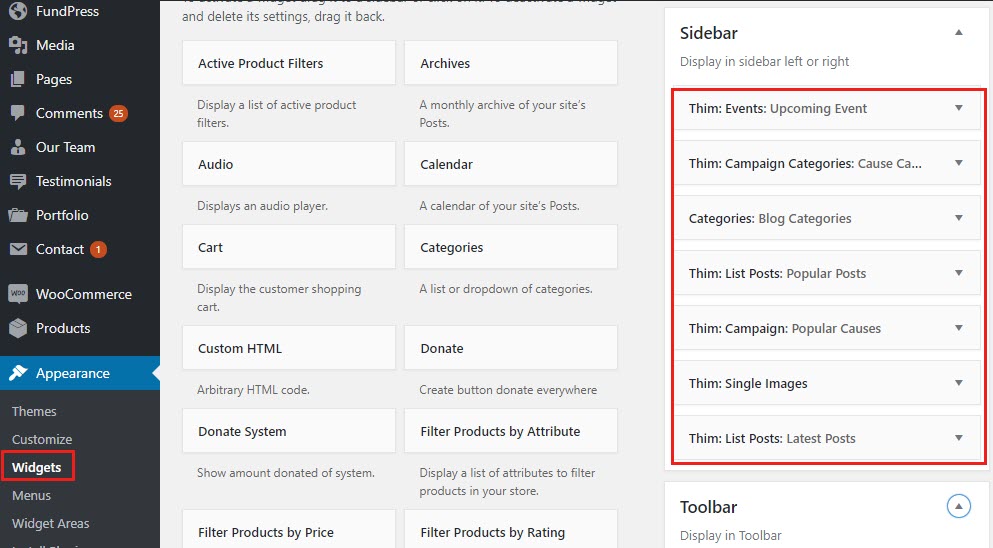 FundPress
Media
Pages
Comments 25
Our Team
Testimonials
Portfolio
Contact 1
WooCommerce
Products
Appearance
Themes
Customize
Widgets
Menus
Widget Areas
and delete its settings, drag it back.
Active Product Filters
Display a list of active product
filters.
Archives
A monthly archive of your site's
Posts.
Audio
Displays an audio player.
Calendar
A calendar of your site's Posts.
Cart
Display the customer shopping
cart.
Categories
A list or dropdown of categories.
Custom HTML
Arbitrary HTML code.
Donate
Create button donate everywhere
Donate System
Show amount donated of system.
Filter Products by Attribute
Display a list of attributes to filter
products in your store.
Filter Products by Price
Filter Products by Rating
Sidebar
Display in sidebar left or right
Thim: Events: Upcoming Event
Thim: Campaign Categories: Cause Ca...
Categories: Blog Categories
Thim: List Posts: Popular Posts
Thim: Campaign: Popular Causes
Thim: Single Images
Thim: List Posts: Latest Posts
Toolbar
Display in Toolbar